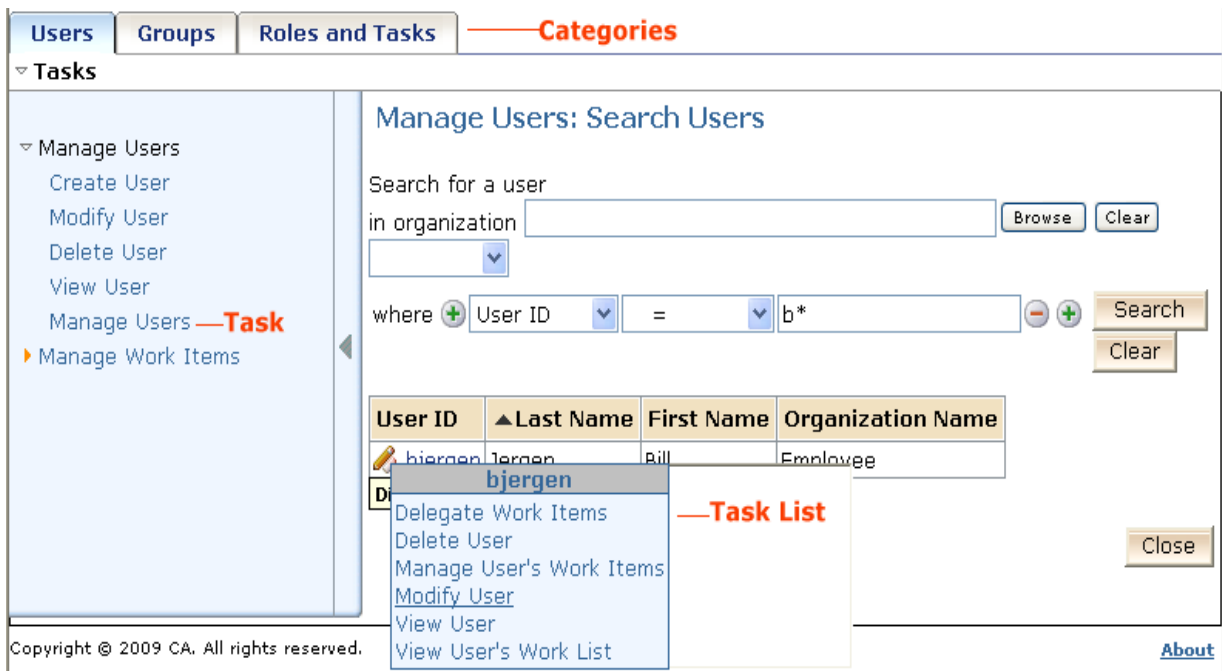 Users Groups Roles and Tasks Categories
Tasks
Manage Users
Create User
Modify User
Delete User
View User
Manage Users Task
Manage Work Items
Manage Users: Search Users
Search for a user
in organization Browse Clear
where User ID = b* Search
Clear
User ID Last Name First Name Organization Name
bjergen Jergen Bill Employee
bjergen
Delegate Work Items
Delete User
Manage User's Work Items
Modify User
View User
View User's Work List
Task List
Close
Copyright © 2009 CA. All rights reserved. About